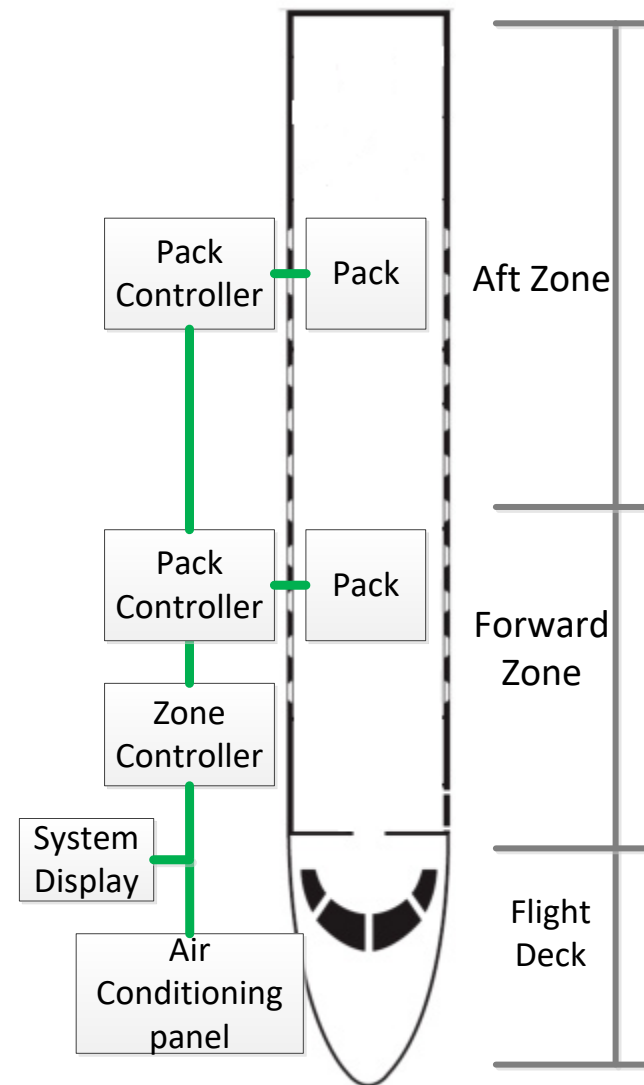 Pack
Controller
Pack
Aft Zone
Pack
Controller
Pack
Forward
Zone
Zone
Controller
System
Display
Flight
Deck
Air
Conditioning
panel